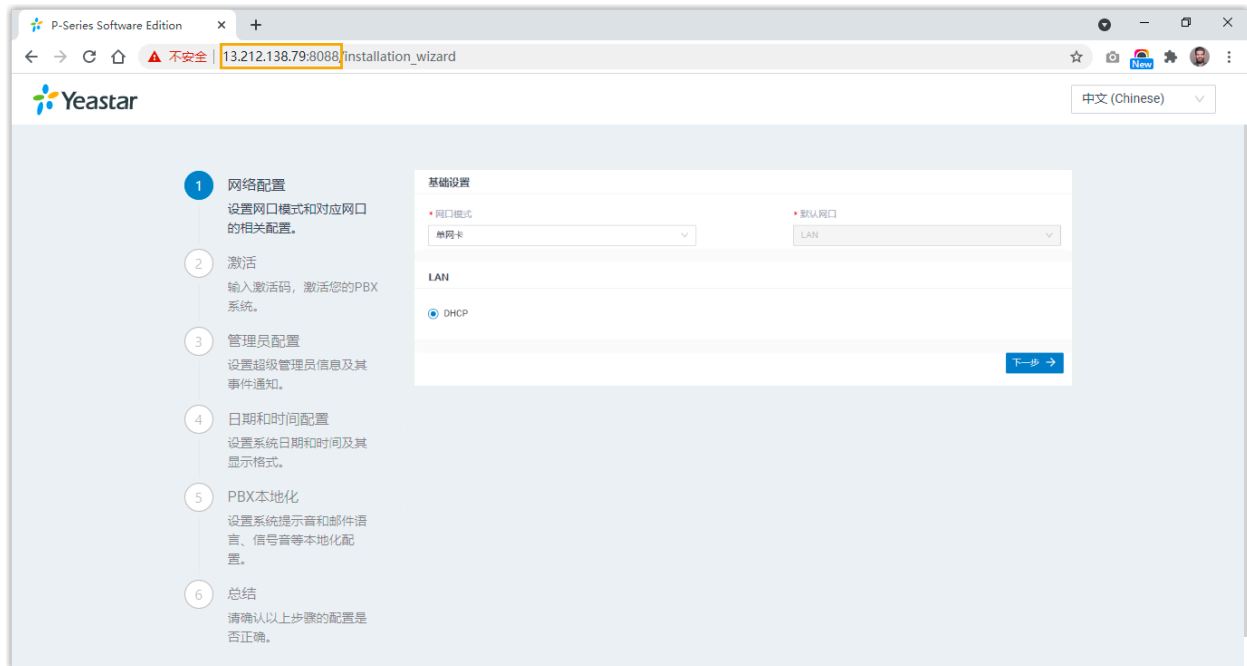 P-Series Software Edition
不安全 | 13.212.138.79:8088/installation_wizard
New
Yeastar
中文 (Chinese)
1
网络配置
设置网口模式和对应网口
的相关配置。
2
激活
输入激活码，激活您的PBX
系统。
3
管理员配置
设置超级管理员信息及其
事件通知。
4
日期和时间配置
设置系统日期和时间及其
显示格式。
5
PBX本地化
设置系统提示音和邮件语
言、信号音等本地化配
置。
6
总结
请确认以上步骤的配置是
否正确。
基础设置
* 网口模式
* 默认网口
单网卡
LAN
LAN
DHCP
下一步 →